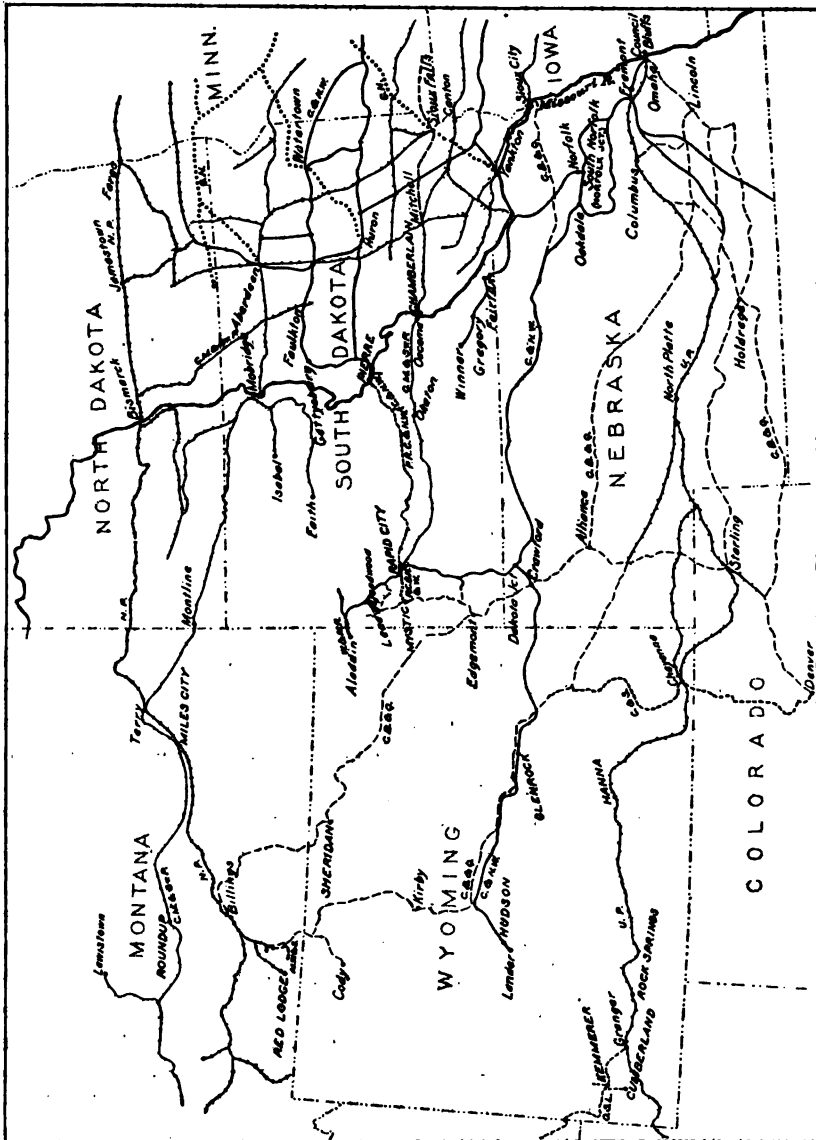 NORTH DAKOTA
MINN.
SOUTH DAKOTA
IOWA
NEBRASKA
MONTANA
WYOMING
COLORADO
Fargo
Jamestown
N.P.
Bismarck
Mobridge
Aberdeen
Watertown
C.&N.W.
Faulkton
Gettysburg
Huron
Isabel
Faith
PIERRE
Mitchell
Sioux Falls
Canton
CHAMBERLAIN
Oacoma
Winner
Gregory
Fairfax
Yankton
Sioux City
Missouri R.
C.B.&Q.
Norfolk
South Norfolk
Oakdale
Columbus
Fremont
Omaha
Council Bluffs
Lincoln
C.&N.W.
North Platte
U.P.
Holdrege
C.B.&Q.
C.B.&Q.
Alliance
Sterling
Crawford
Dakota Jct
Edgemont
RAPID CITY
Deadwood
Lead
MYSTIC
Aladdin
N.P.
Montline
Terry
MILES CITY
Lewistown
ROUNDUP
N.P.
Billings
RED LODGE
SHERIDAN
C.B.&Q.
Cody
Kirby
C.B.&Q.
C.&N.W.
HUDSON
Lander
GLENROCK
C.&S.
Cheyenne
Denver
HANNA
U.P.
ROCK SPRINGS
Granger
KEMMERER
CUMBERLAND
O.S.L.